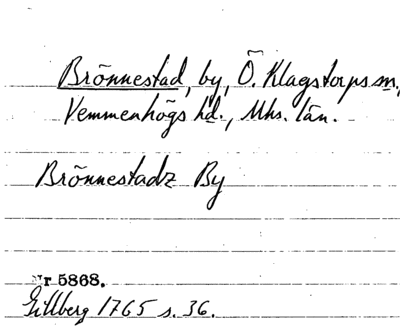 Brönnestad, by, Ö. Klagstorps sn,
Vemmenhögs hd., Mhs. län.
Brönnestadz By
Nr 5868.
Gillberg 1765 s. 36.